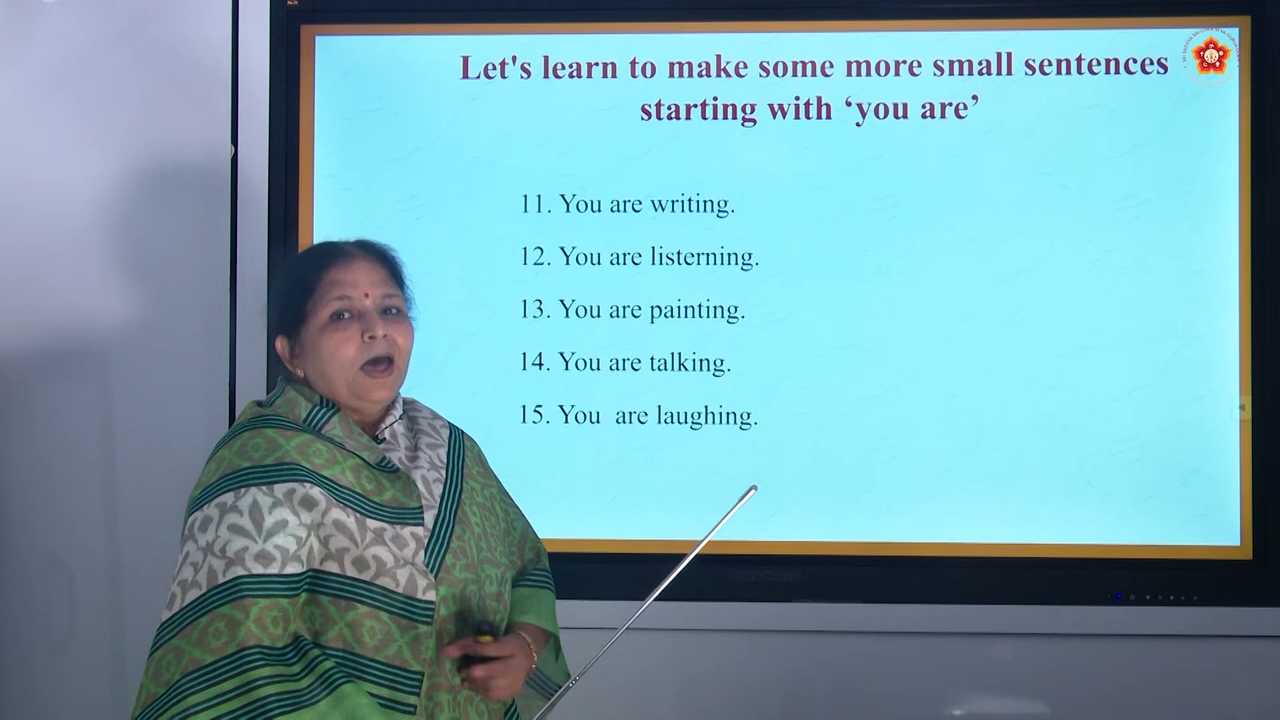 Let's learn to make some more small sentences
starting with ‘you are’
11. You are writing.
12. You are listerning.
13. You are painting.
14. You are talking.
15. You  are laughing.